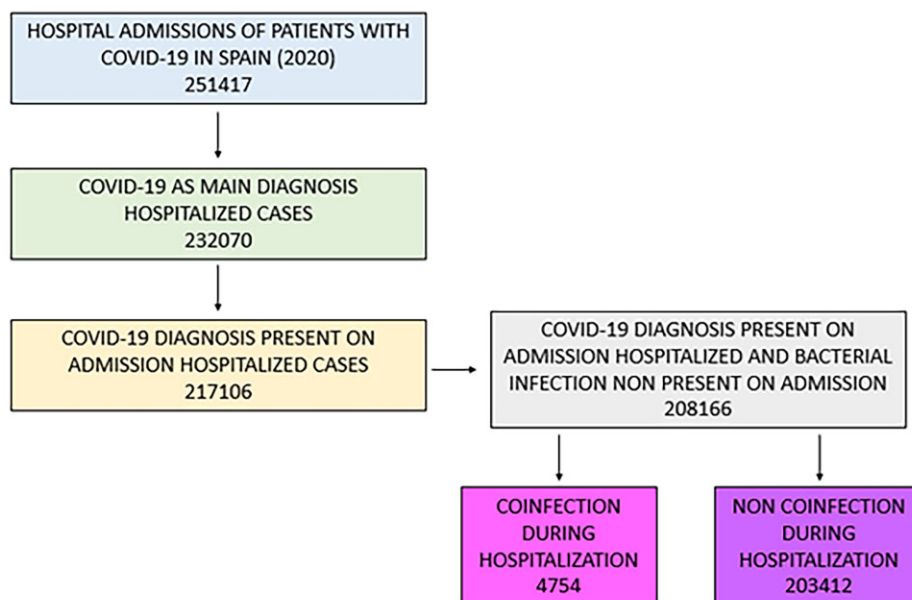 HOSPITAL ADMISSIONS OF PATIENTS WITH
COVID-19 IN SPAIN (2020)
251417
COVID-19 AS MAIN DIAGNOSIS
HOSPITALIZED CASES
232070
COVID-19 DIAGNOSIS PRESENT ON
ADMISSION HOSPITALIZED CASES
217106
COVID-19 DIAGNOSIS PRESENT ON
ADMISSION HOSPITALIZED AND BACTERIAL
INFECTION NON PRESENT ON ADMISSION
208166
COINFECTION
DURING
HOSPITALIZATION
4754
NON COINFECTION
DURING
HOSPITALIZATION
203412